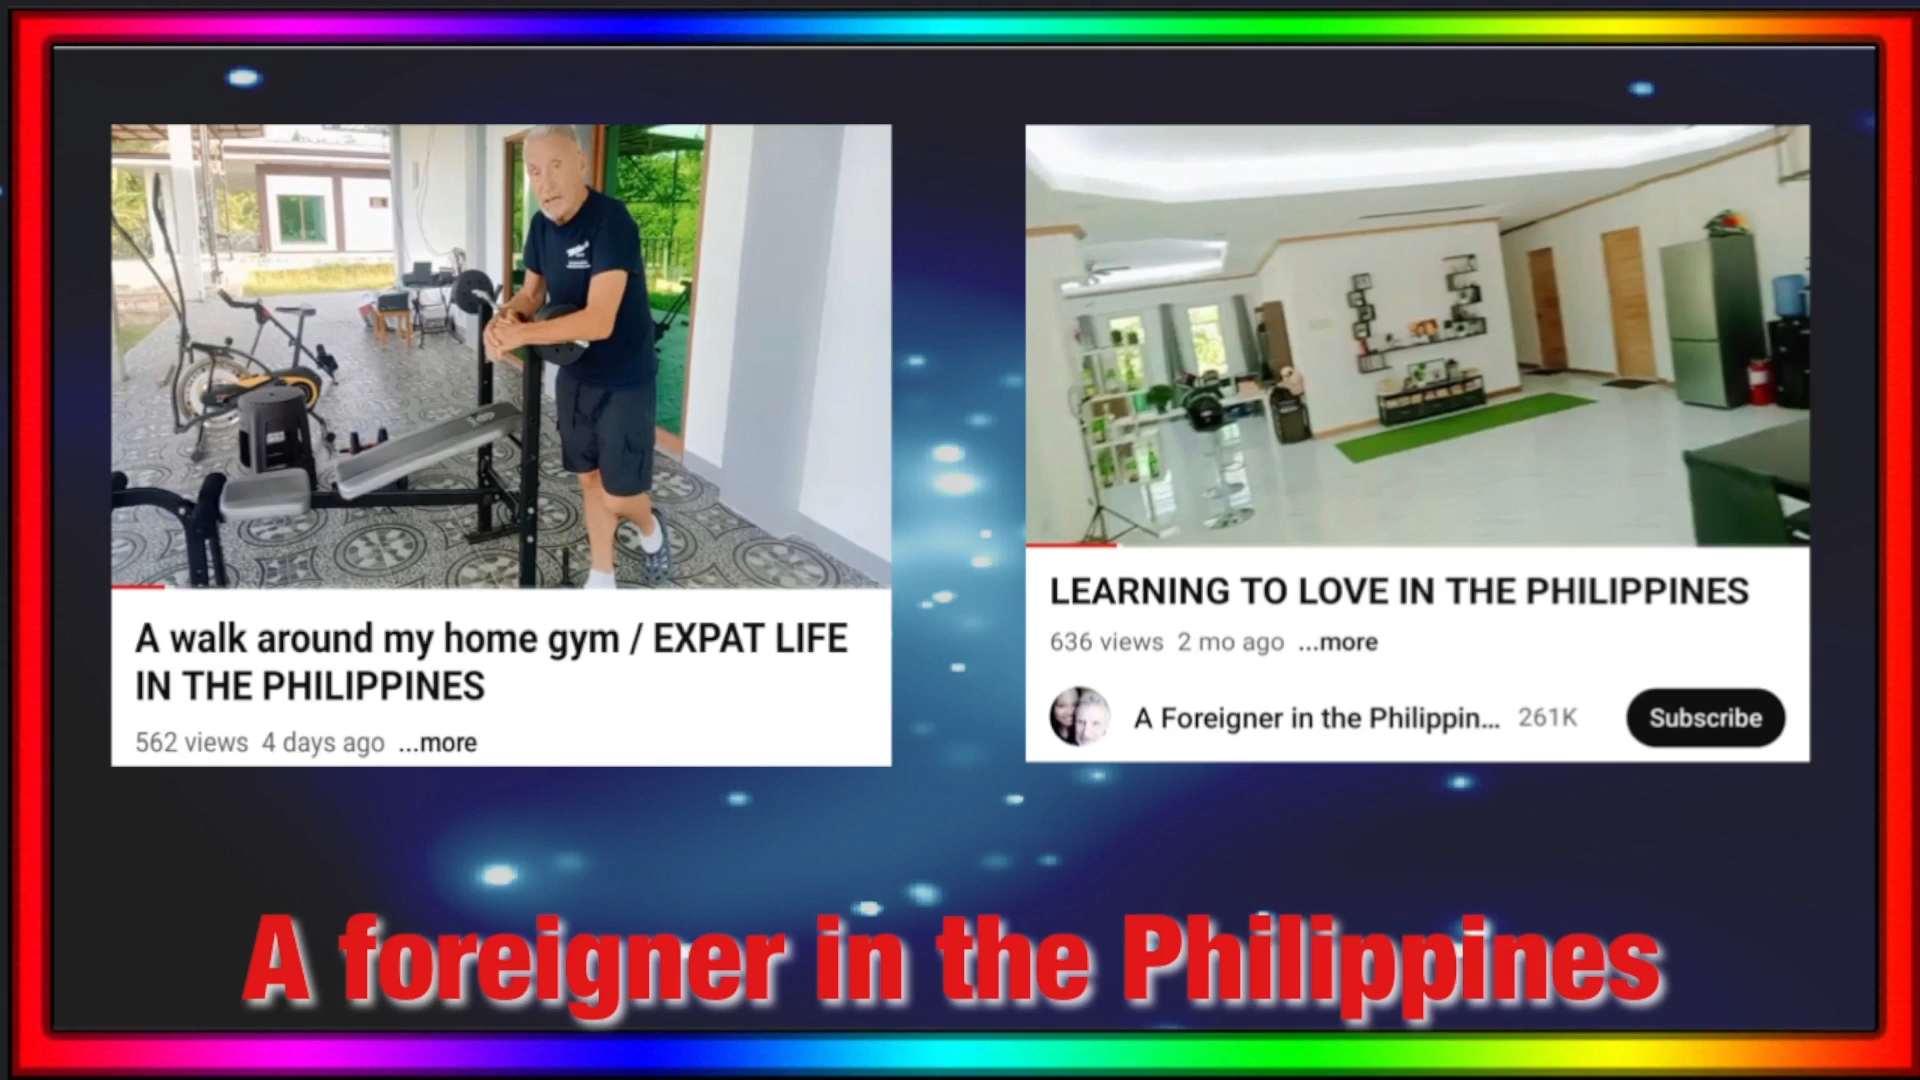 A walk around my home gym / EXPAT LIFE
IN THE PHILIPPINES
562 views 4 days ago ...more
LEARNING TO LOVE IN THE PHILIPPINES
636 views 2 mo ago ...more
A Foreigner in the Philippin... 261K Subscribe
A foreigner in the Philippines